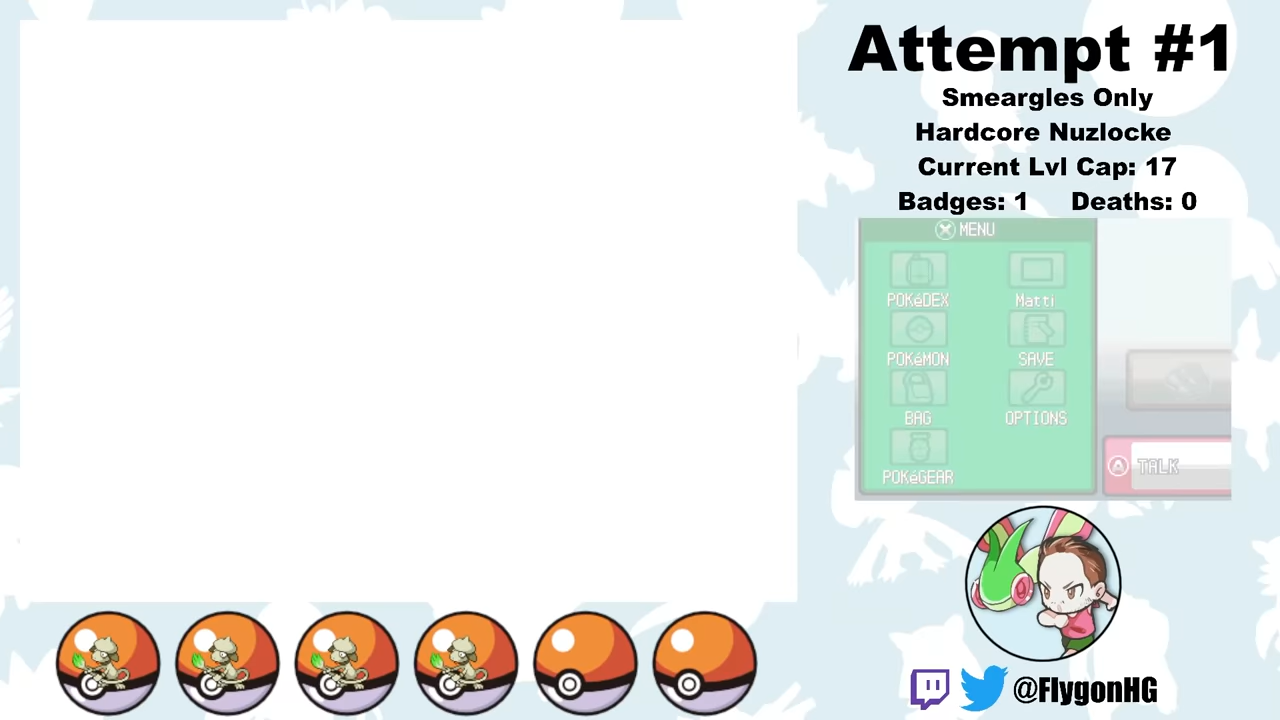 Attempt #1
Smeargles Only
Hardcore Nuzlocke
Current Lvl Cap: 17
Badges: 1 Deaths: 0
MENU
POKéDEX Matti
POKéMON SAVE
BAG OPTIONS
POKéGEAR
A TALK
@FlygonHG